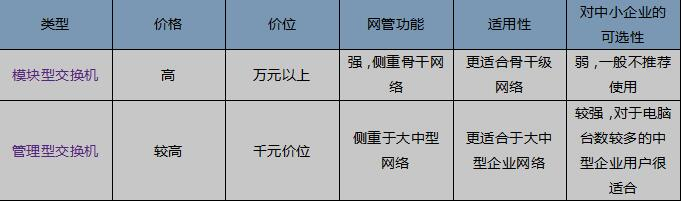 类型 价格 价位 网管功能 适用性 对中小企业的
可选性
模块型交换机 高 万元以上 强,侧重骨干网
络 更适合骨干级
网络 弱,一般不推荐
使用
管理型交换机 较高 千元价位 侧重于大中型
网络 更适合于大中
型企业网络 较强,对于电脑
台数较多的中
型企业用户很
适合